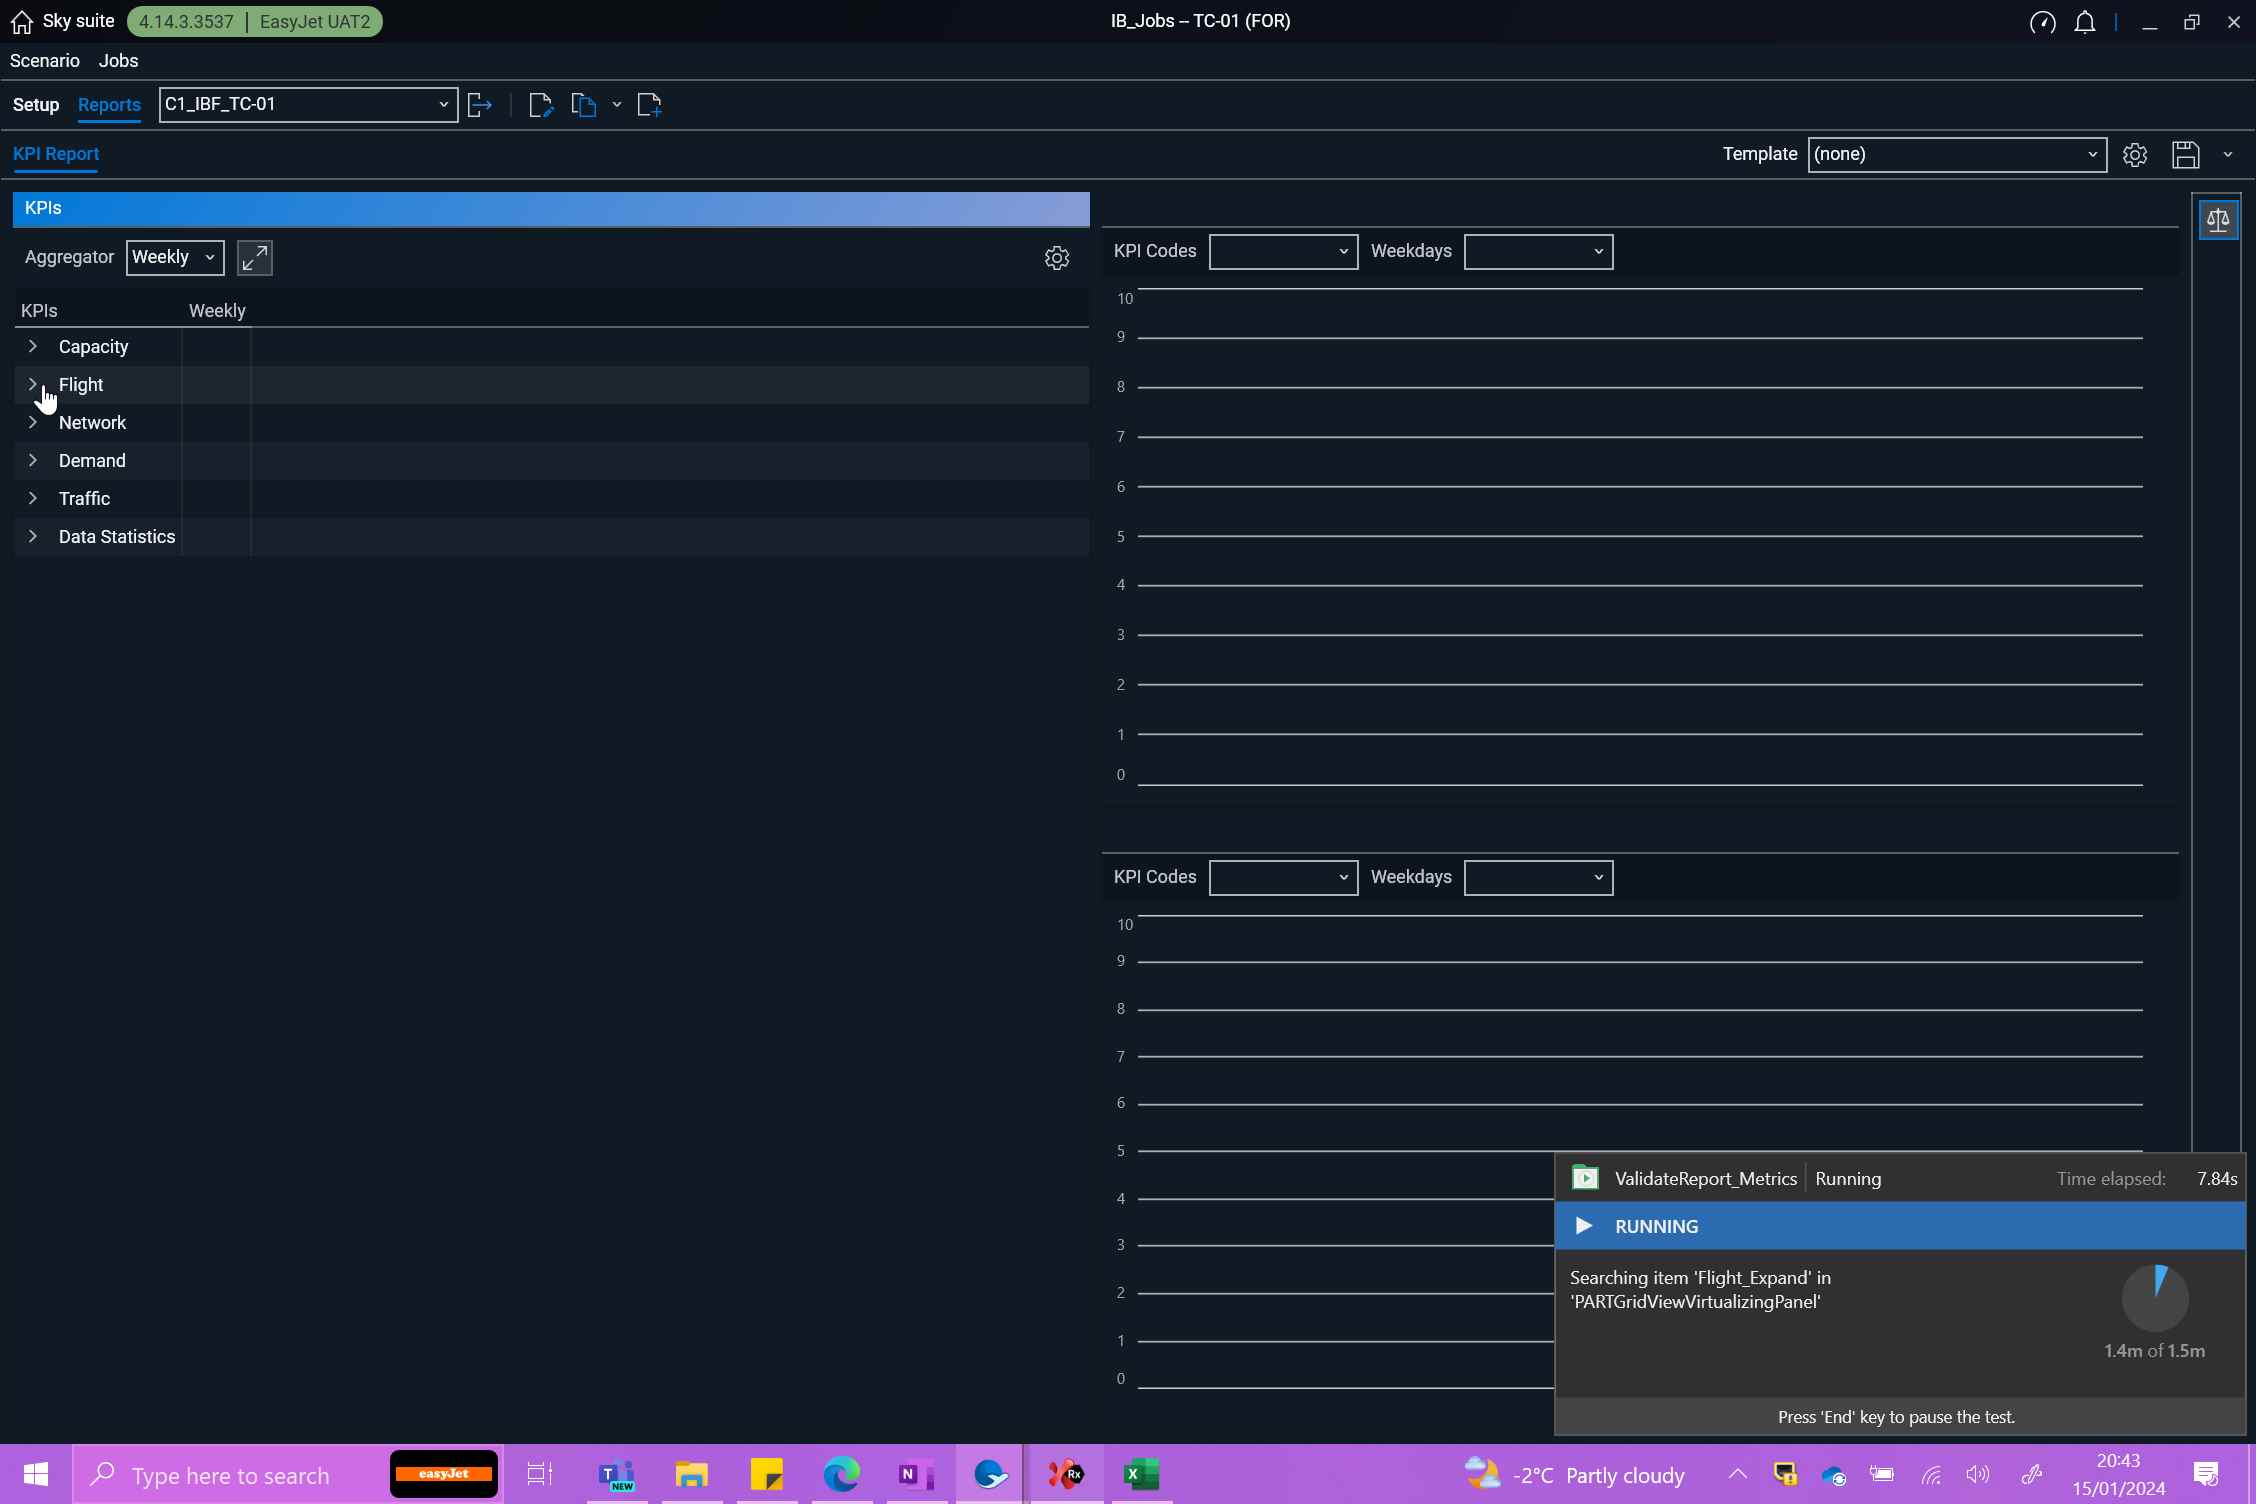 Sky suite 4.14.3.3537 | EasyJet UAT2 IB_Jobs -- TC-01 (FOR)
Scenario Jobs
Setup Reports C1_IBF_TC-01
KPI Report Template (none)
KPIs
Aggregator Weekly
KPIs Weekly
Capacity
Flight
Network
Demand
Traffic
Data Statistics
KPI Codes Weekdays
10
9
8
7
6
5
4
3
2
1
0
KPI Codes Weekdays
10
9
8
7
6
5
4
3
2
1
0
ValidateReport_Metrics Running Time elapsed: 7.84s
RUNNING
Searching item 'Flight_Expand' in
'PARTGridViewVirtualizingPanel'
1.4m of 1.5m
Press 'End' key to pause the test.
Type here to search easyJet T NEW N Rx X -2°C Partly cloudy 20:43
15/01/2024